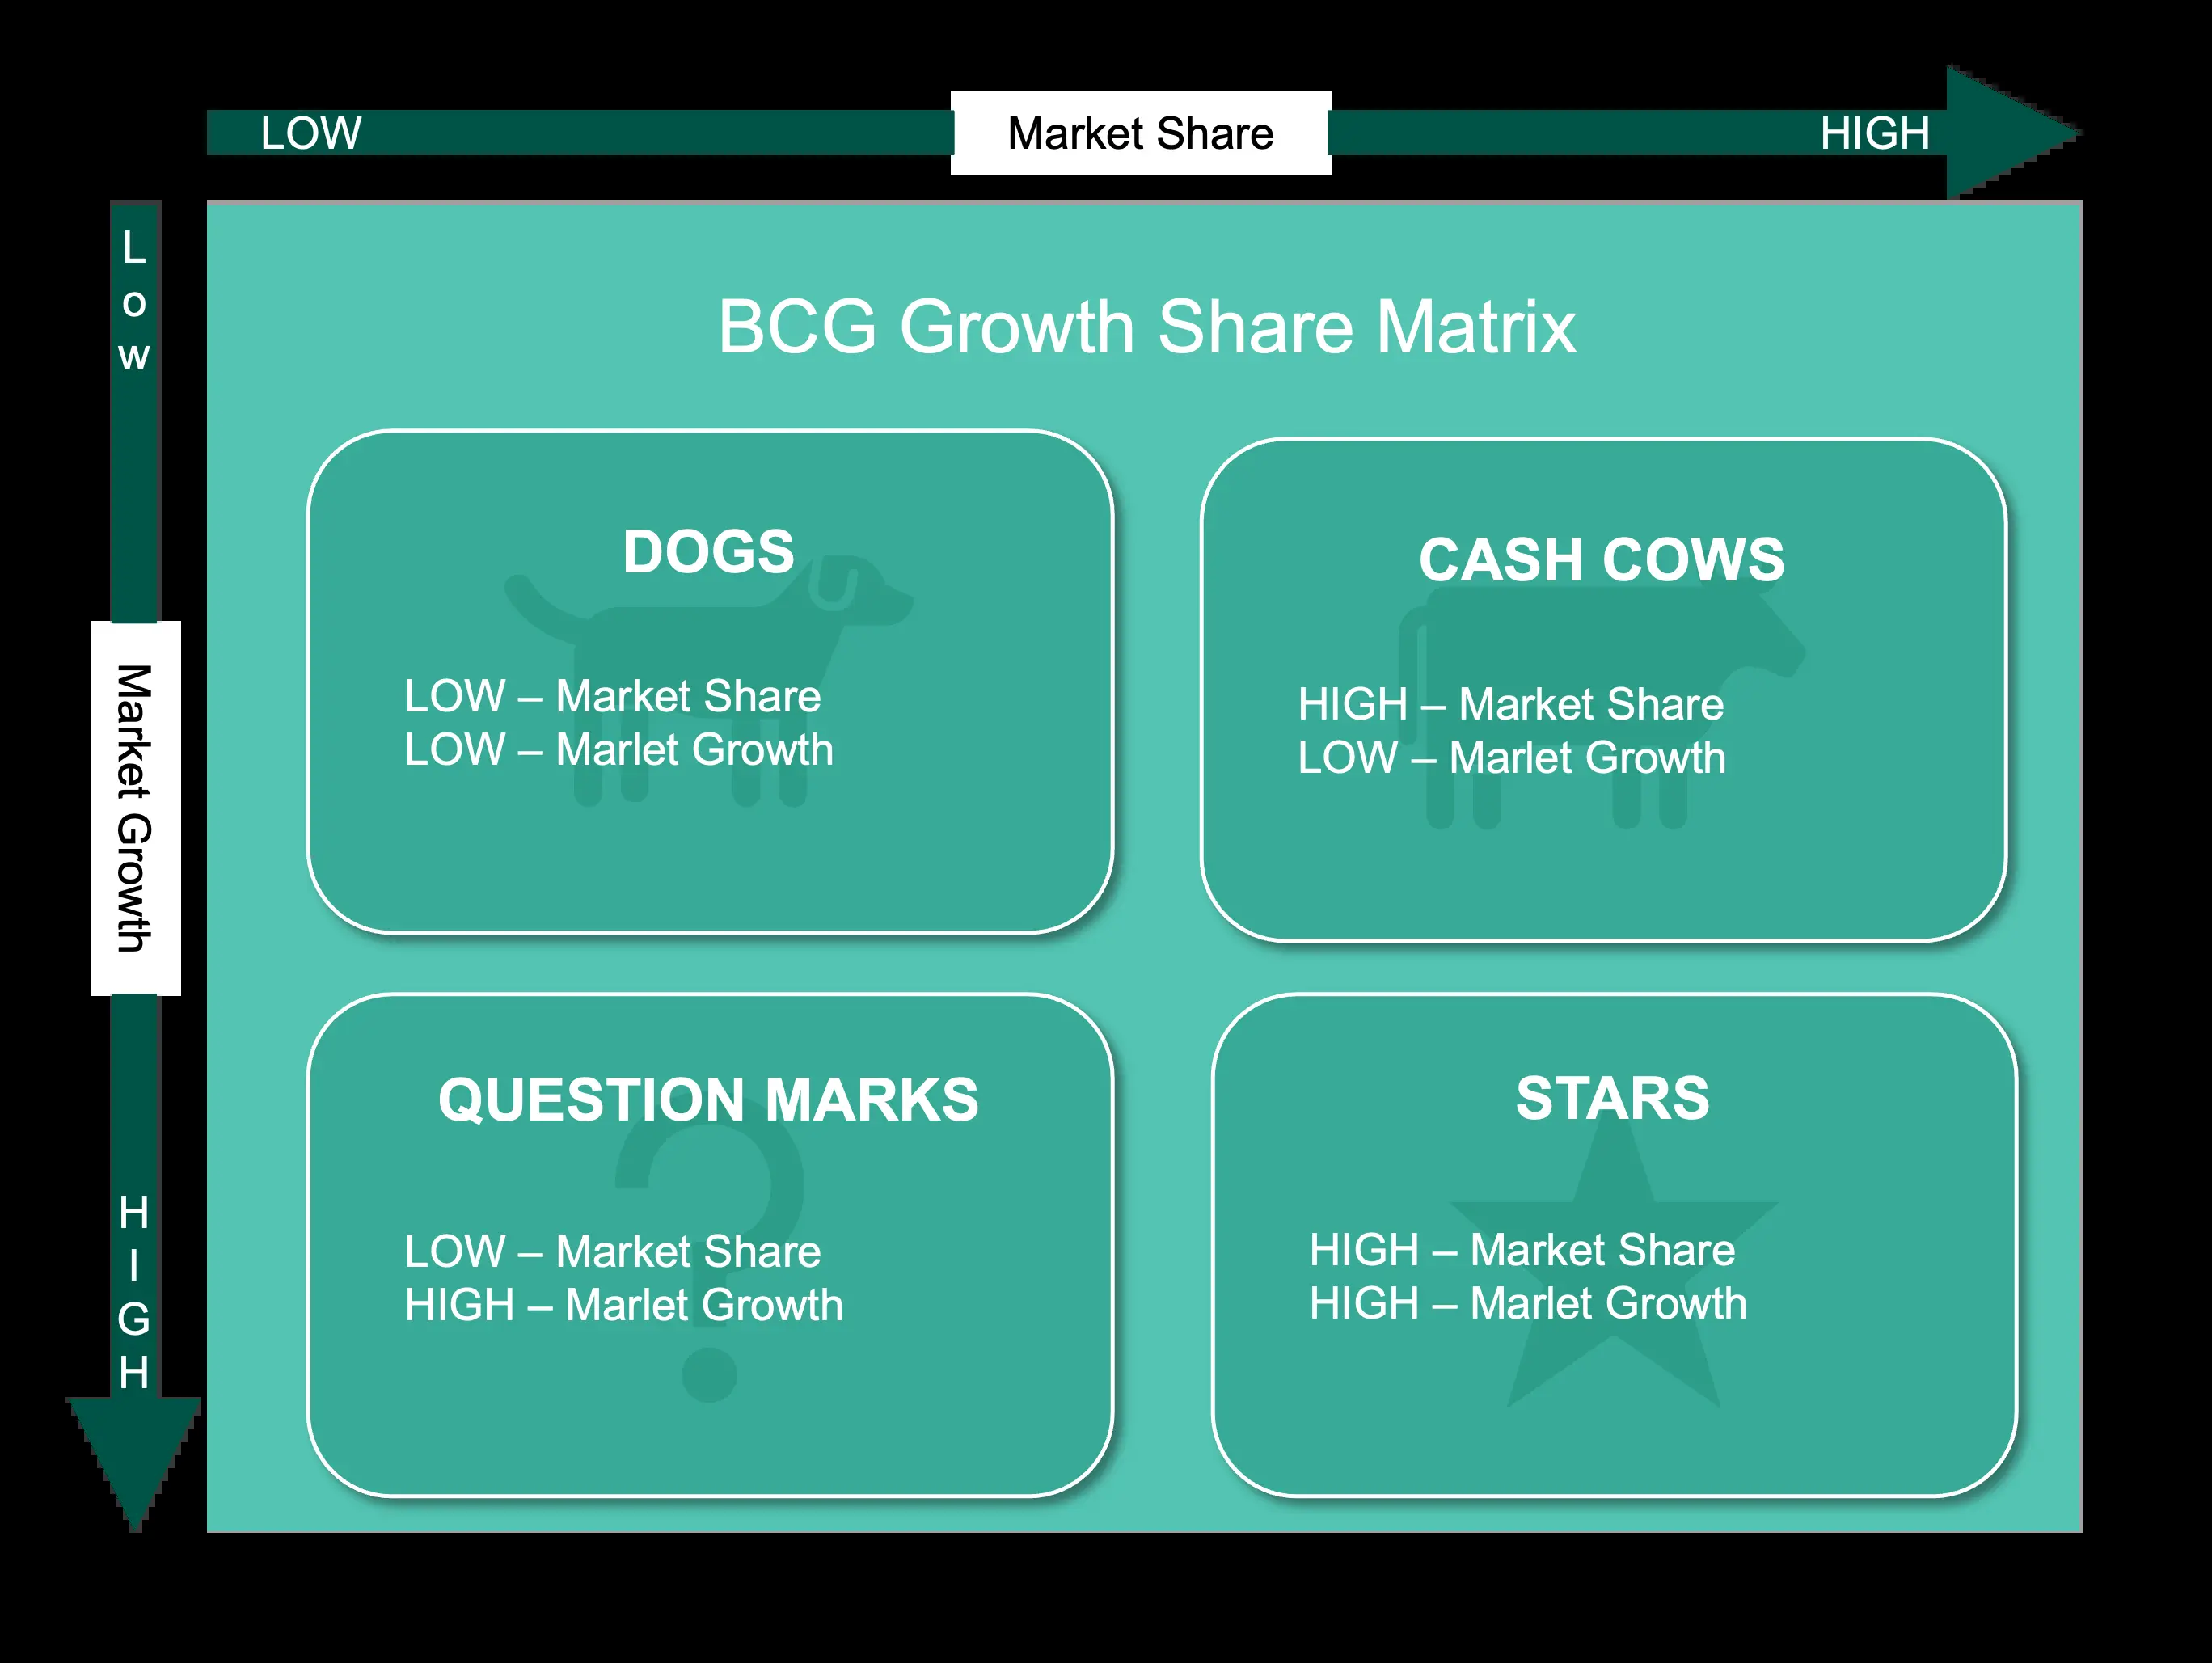 LOW
Market Share
HIGH
Low
Market Growth
HIGH
BCG Growth Share Matrix
DOGS
LOW – Market Share
LOW – Marlet Growth
CASH COWS
HIGH – Market Share
LOW – Marlet Growth
QUESTION MARKS
LOW – Market Share
HIGH – Marlet Growth
STARS
HIGH – Market Share
HIGH – Marlet Growth